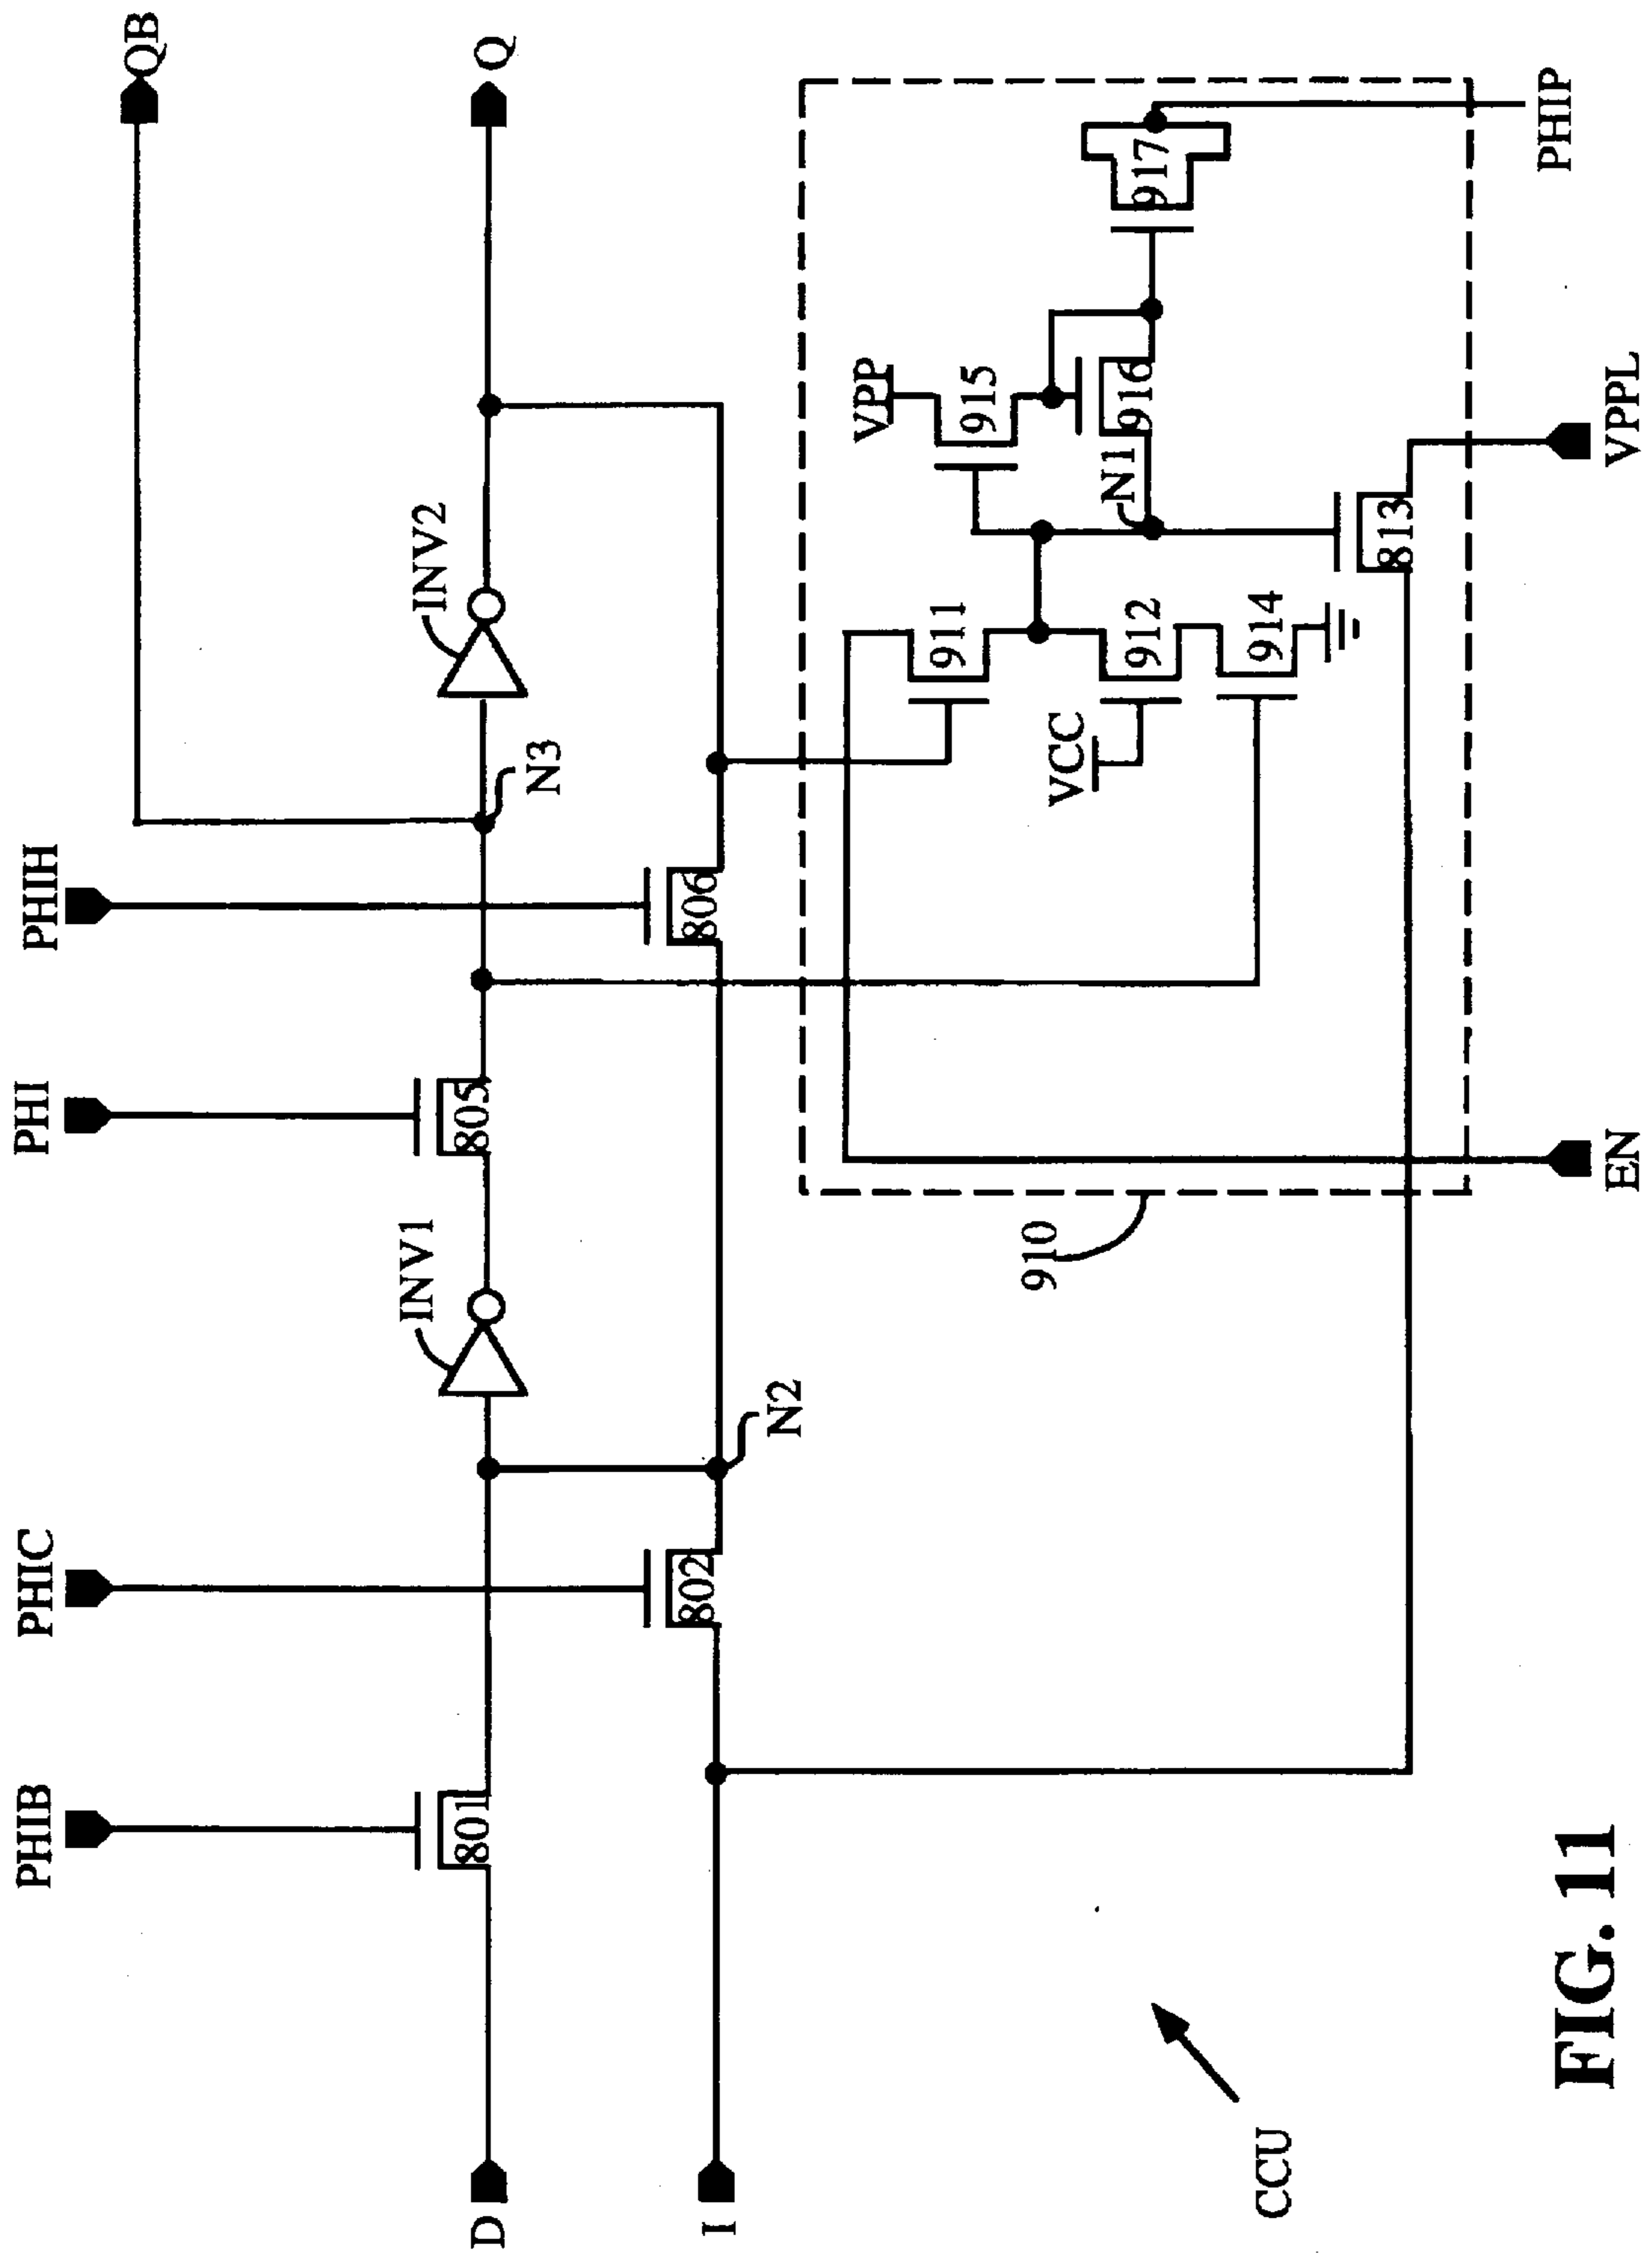 PHIB
PHIC
PHI
PHIH
QB
D
801
INV1
805
N3
INV2
Q
I
802
N2
806
910
911
VCC
912
914
VPP
915
N1
916
917
813
EN
VPPL
PHIP
CCU
FIG. 11